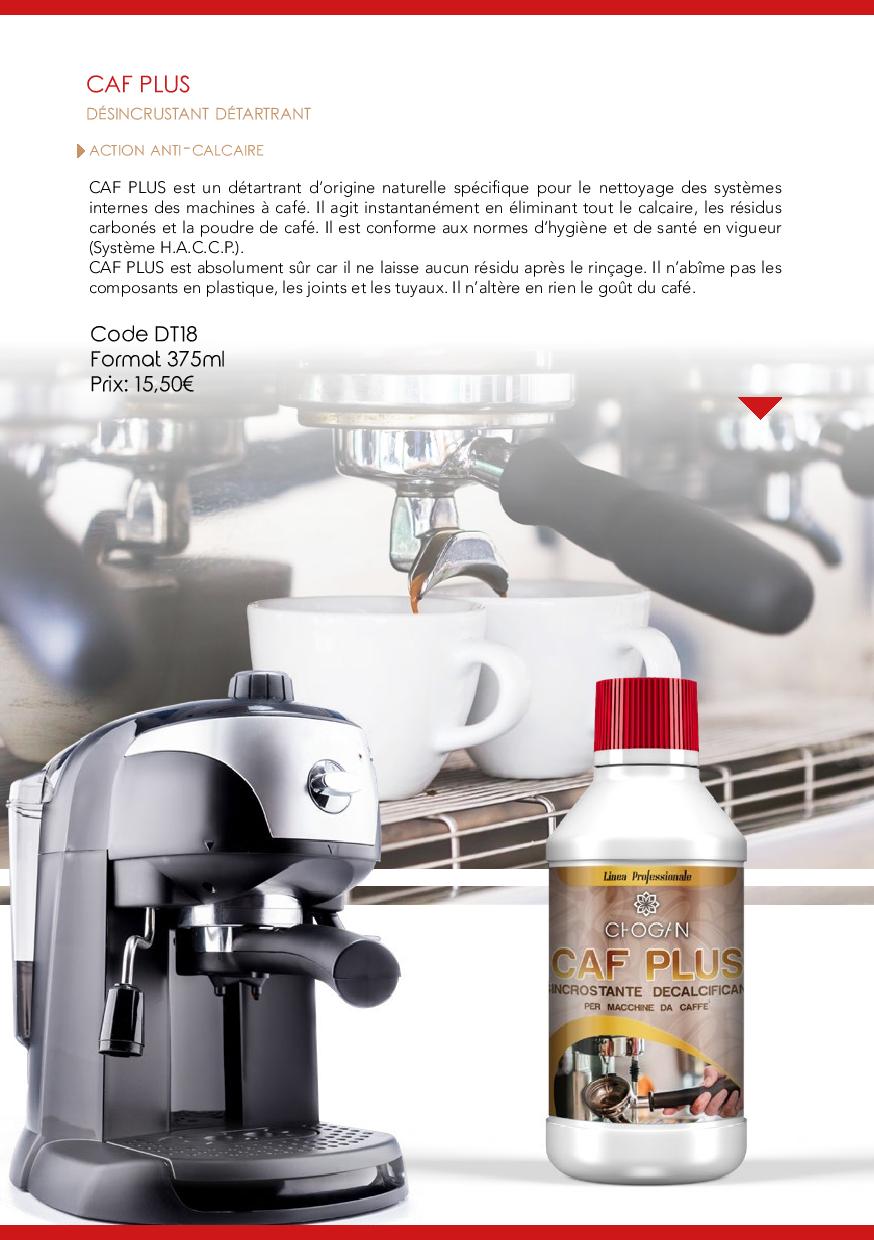 CAF PLUS
DÉSINCRUSTANT DÉTARTRANT
ACTION ANTI-CALCAIRE
CAF PLUS est un détartrant d'origine naturelle spécifique pour le nettoyage des systèmes
internes des machines à café. Il agit instantanément en éliminant tout le calcaire, les résidus
carbonés et la poudre de café. Il est conforme aux normes d'hygiène et de santé en vigueur
(Système H.A.C.C.P.).
CAF PLUS est absolument sûr car il ne laisse aucun résidu après le rinçage. Il n'abîme pas les
composants en plastique, les joints et les tuyaux. Il n'altère en rien le goût du café.
Code DT18
Format 375ml
Prix: 15,50€
Linea Professionale
CHOGAN
CAF PLUS
SINCROSTANTE DECALCIFICAN
PER MACCHINE DA CAFFE'